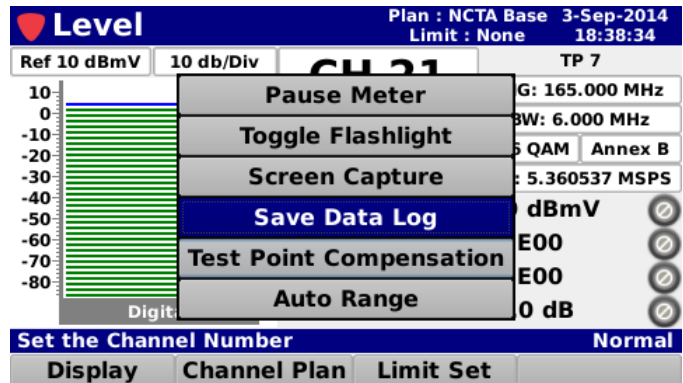 Level
Plan : NCTA Base 3-Sep-2014
Limit : None 18:38:34
Ref 10 dBmV 10 db/Div
CH 21
TP 7
10
0
-10
-20
-30
-40
-50
-60
-70
-80
Pause Meter
Toggle Flashlight
Screen Capture
Save Data Log
Test Point Compensation
Auto Range
G: 165.000 MHz
BW: 6.000 MHz
QAM Annex B
: 5.360537 MSPS
dBmV
E00
E00
0 dB
Digit
Set the Channel Number Normal
Display Channel Plan Limit Set